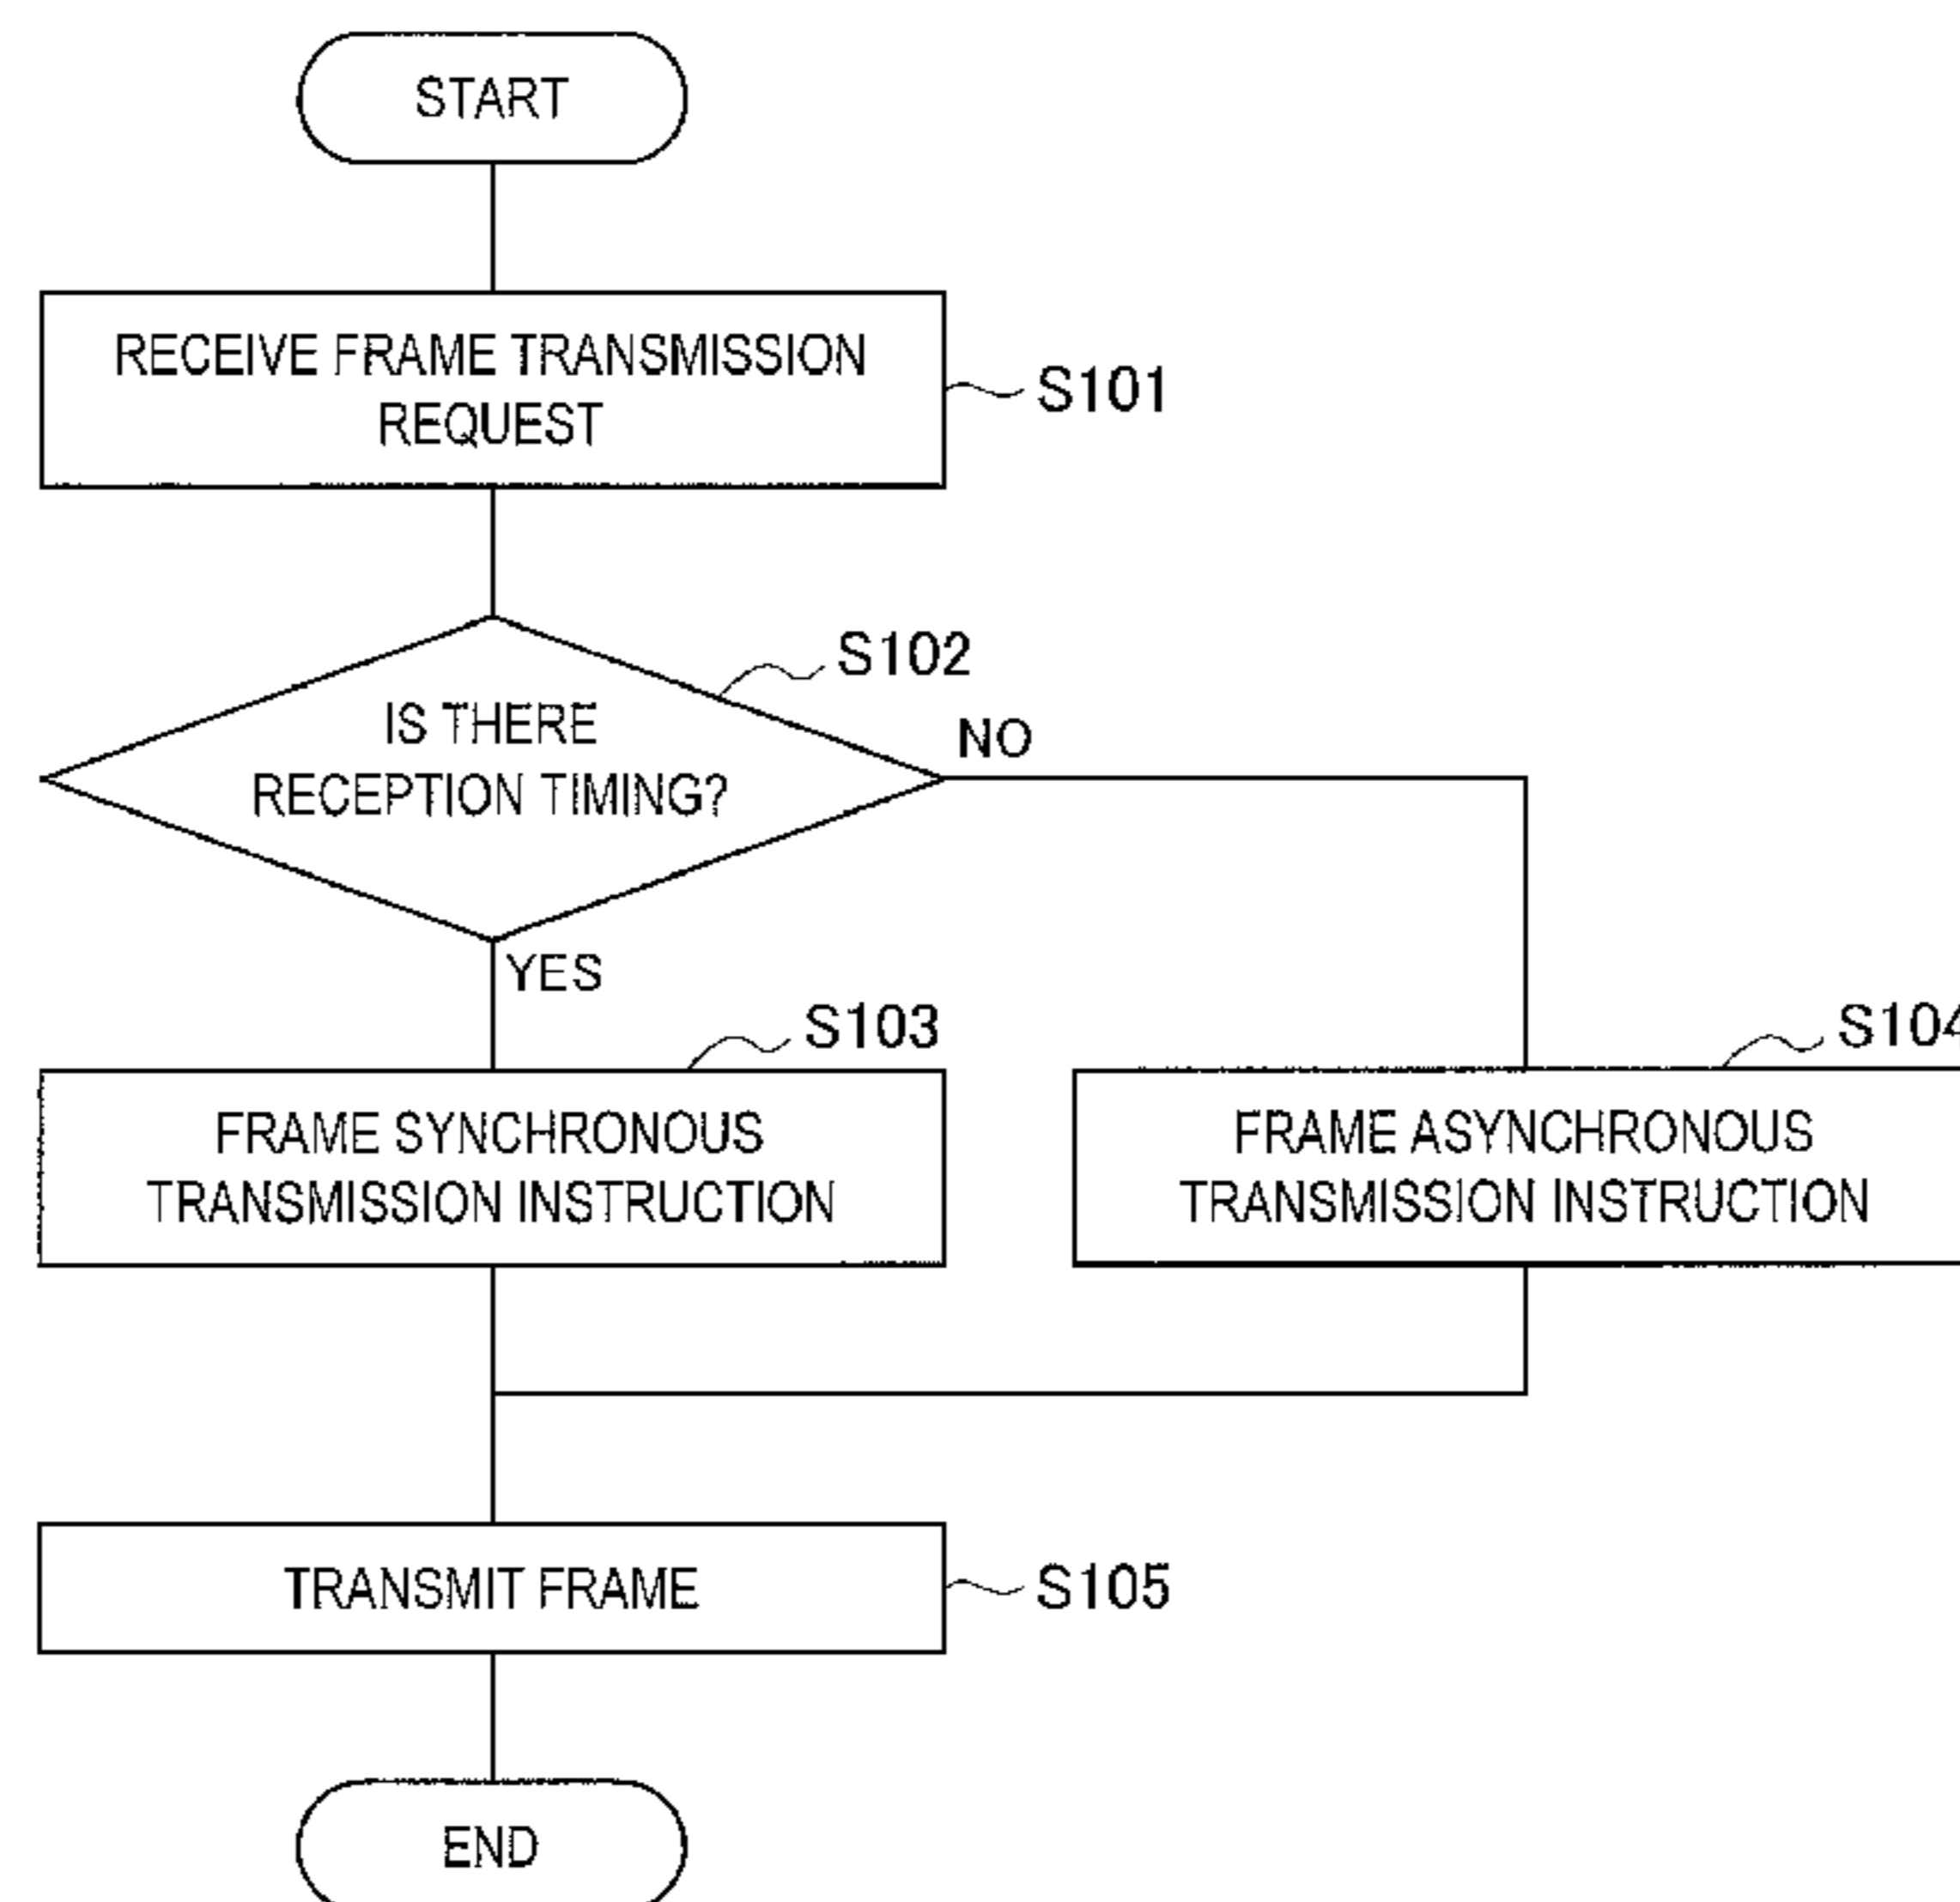 START
RECEIVE FRAME TRANSMISSION
REQUEST
S101
S102
IS THERE
RECEPTION TIMING?
NO
YES
S103
S104
FRAME SYNCHRONOUS
TRANSMISSION INSTRUCTION
FRAME ASYNCHRONOUS
TRANSMISSION INSTRUCTION
TRANSMIT FRAME
S105
END